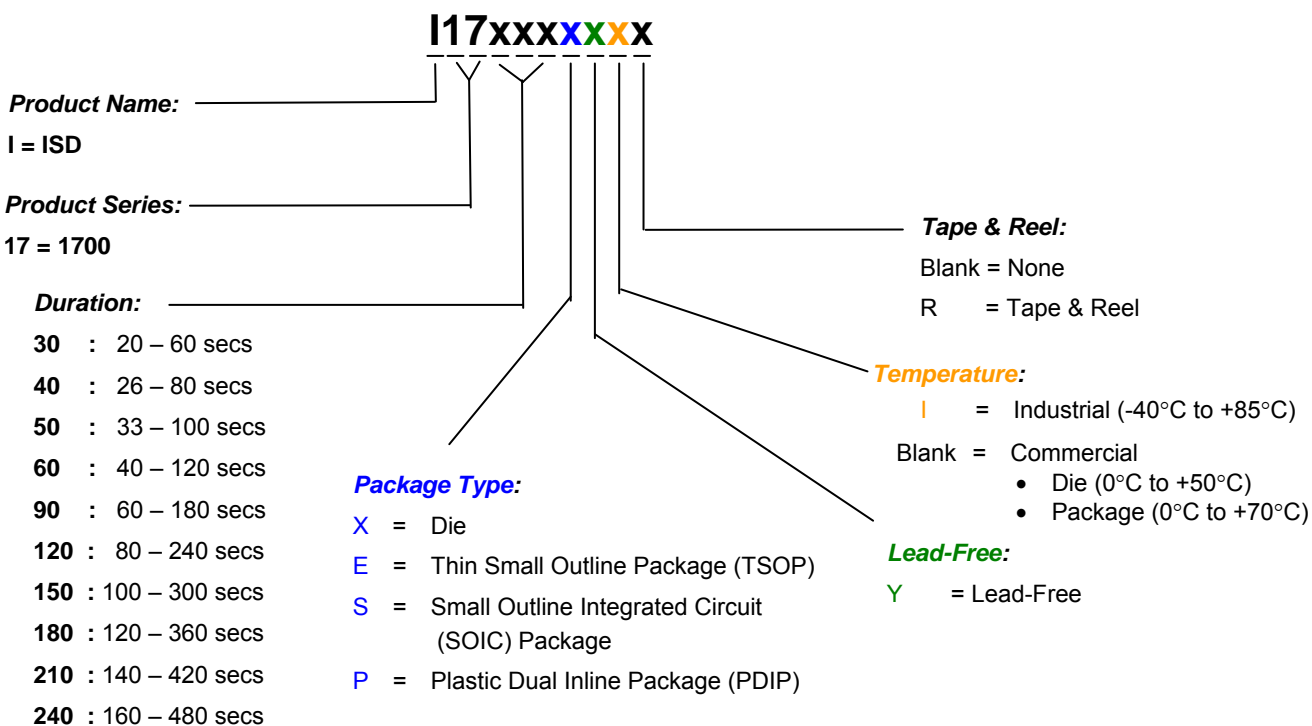 I17xxxxxxx
Product Name:
I = ISD
Product Series:
17 = 1700
Duration:
30 : 20 – 60 secs
40 : 26 – 80 secs
50 : 33 – 100 secs
60 : 40 – 120 secs
90 : 60 – 180 secs
120 : 80 – 240 secs
150 : 100 – 300 secs
180 : 120 – 360 secs
210 : 140 – 420 secs
240 : 160 – 480 secs
Package Type:
X = Die
E = Thin Small Outline Package (TSOP)
S = Small Outline Integrated Circuit
(SOIC) Package
P = Plastic Dual Inline Package (PDIP)
Tape & Reel:
Blank = None
R = Tape & Reel
Temperature:
I = Industrial (-40°C to +85°C)
Blank = Commercial
• Die (0°C to +50°C)
• Package (0°C to +70°C)
Lead-Free:
Y = Lead-Free